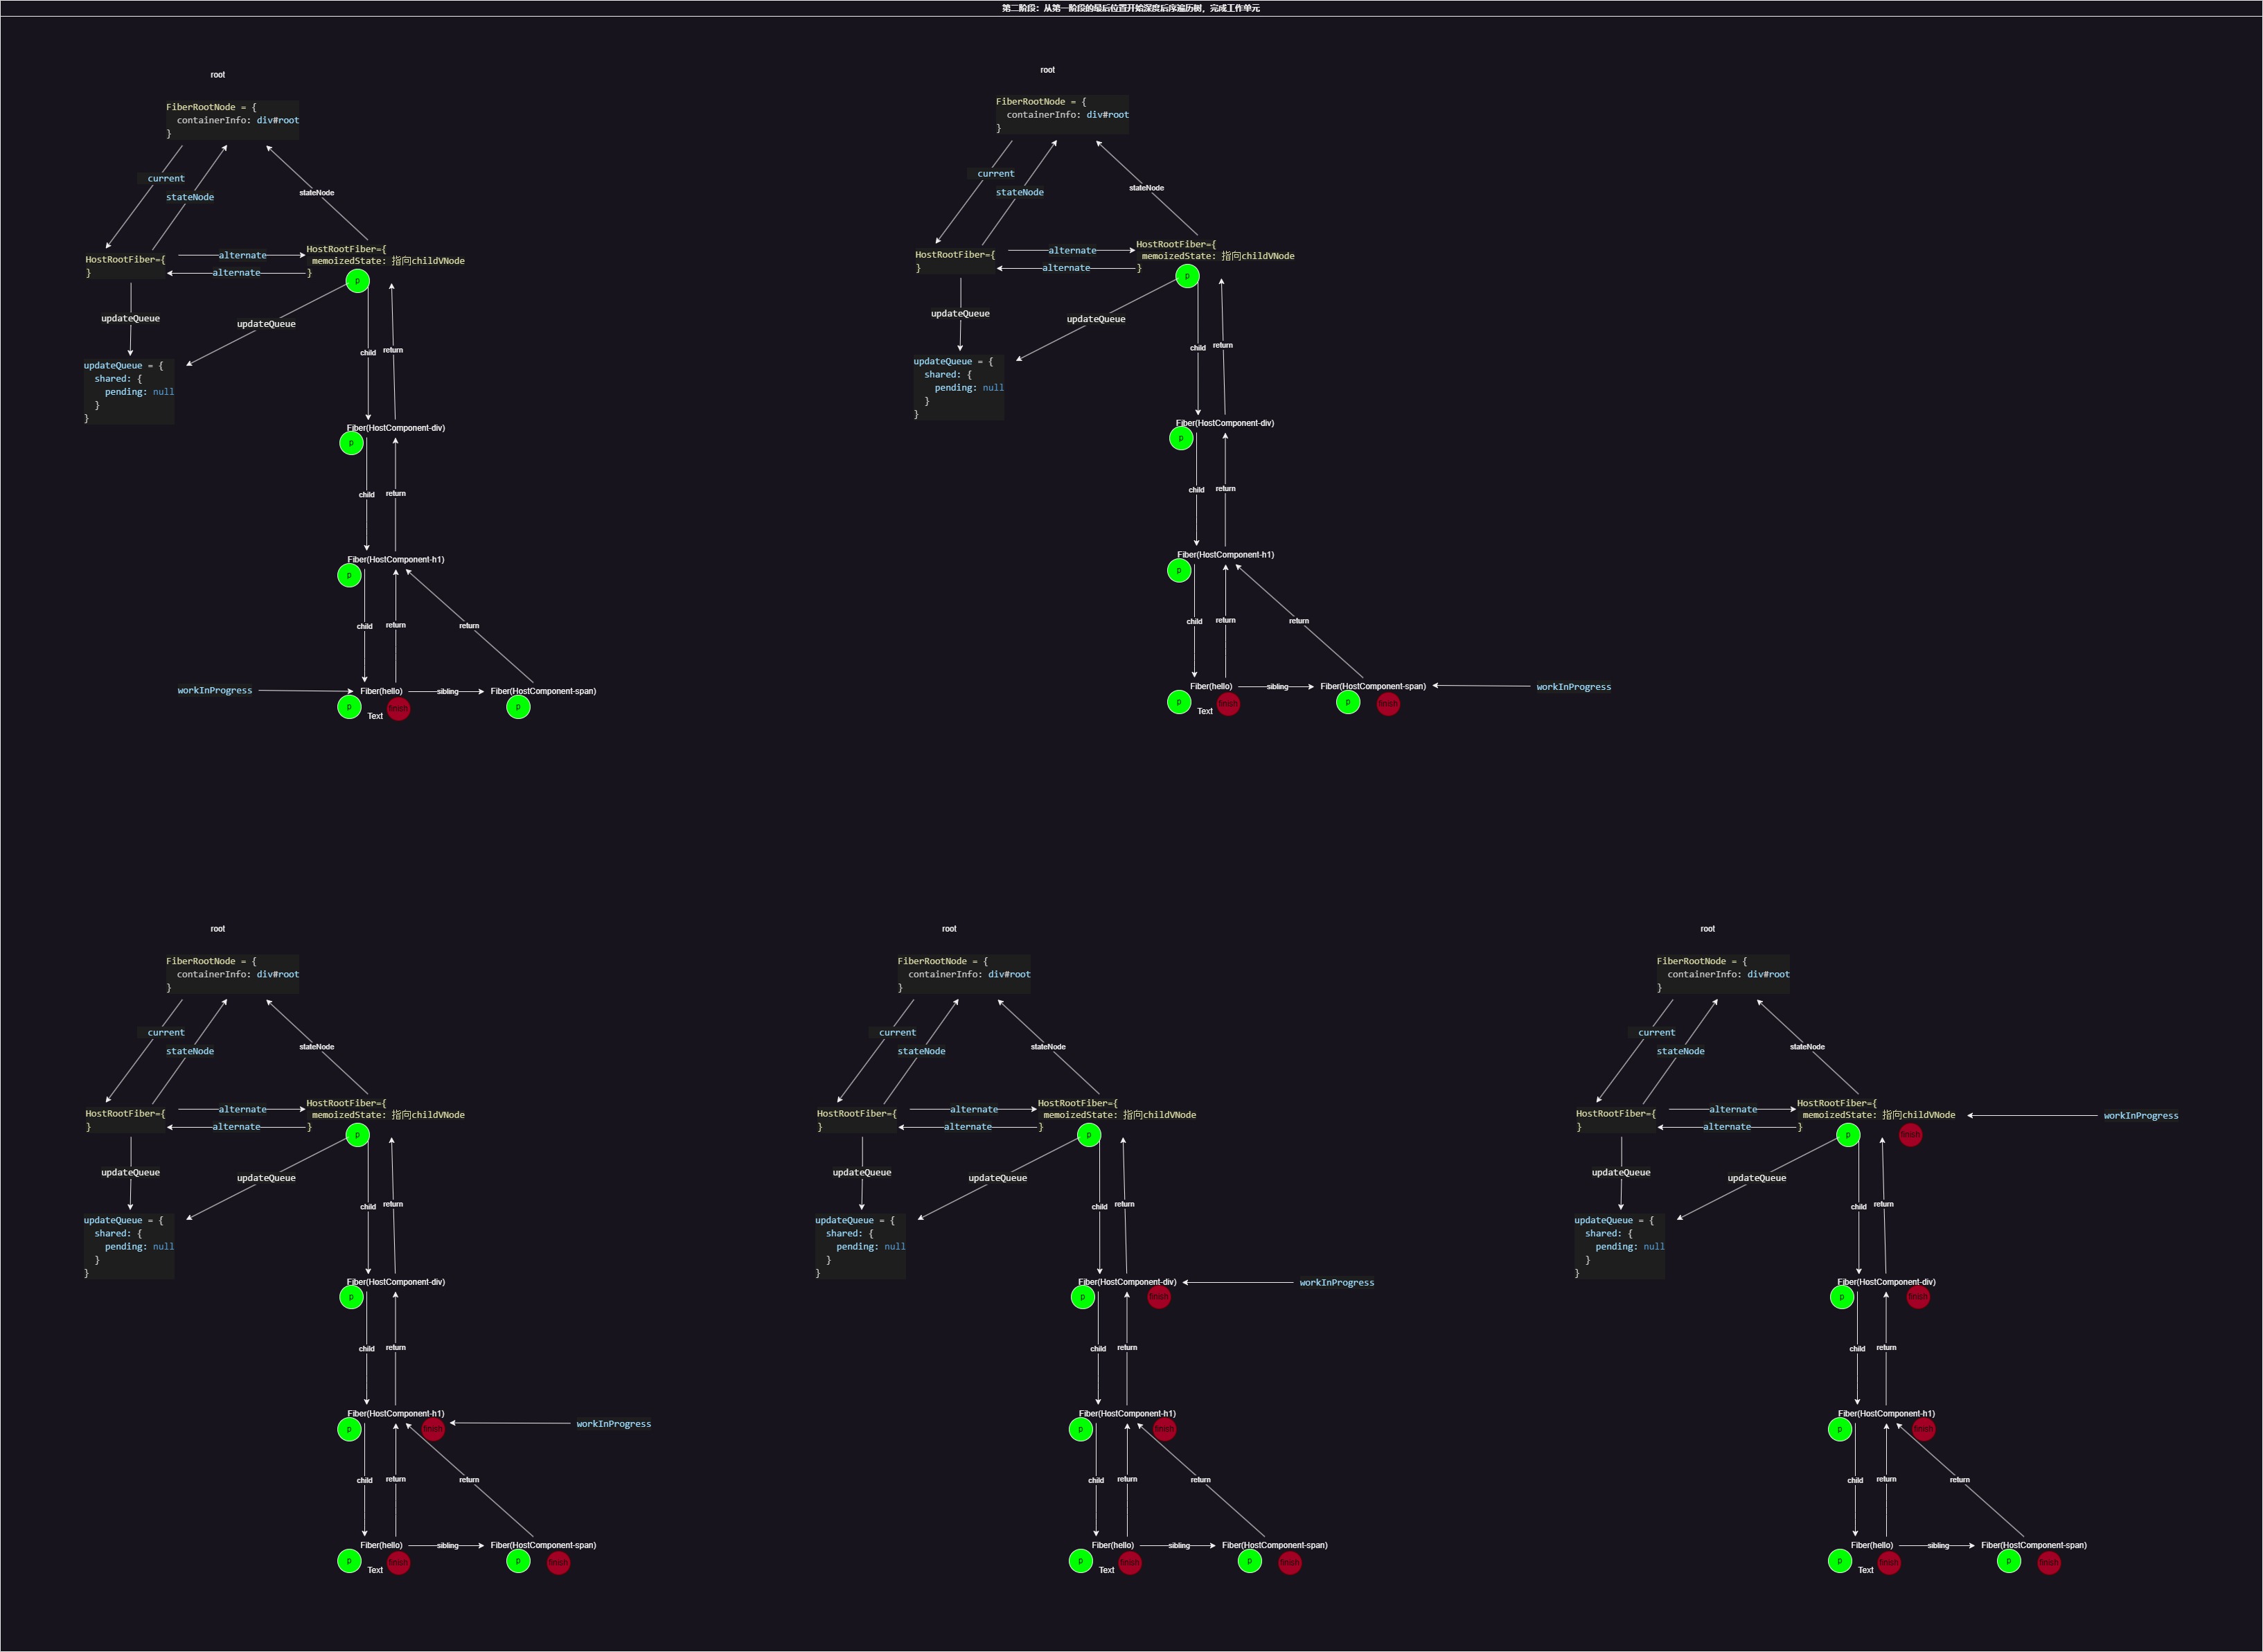 第二阶段：从第一阶段的最后位置开始深度后序遍历树，完成工作单元
root
FiberRootNode = {
containerInfo: div#root
}
current
stateNode
stateNode
HostRootFiber={
}
alternate
alternate
HostRootFiber={
memoizedState: 指向childVNode
}
p
updateQueue
updateQueue
updateQueue = {
shared: {
pending: null
}
}
child
return
Fiber(HostComponent-div)
p
child
return
Fiber(HostComponent-h1)
p
child
return
return
workInProgress
Fiber(hello)
sibling
Fiber(HostComponent-span)
p
Text
finish
p
root
FiberRootNode = {
containerInfo: div#root
}
current
stateNode
stateNode
HostRootFiber={
}
alternate
alternate
HostRootFiber={
memoizedState: 指向childVNode
}
p
updateQueue
updateQueue
updateQueue = {
shared: {
pending: null
}
}
child
return
Fiber(HostComponent-div)
p
child
return
Fiber(HostComponent-h1)
p
child
return
return
Fiber(hello)
sibling
Fiber(HostComponent-span)
workInProgress
p
Text
finish
p
finish
root
FiberRootNode = {
containerInfo: div#root
}
current
stateNode
stateNode
HostRootFiber={
}
alternate
alternate
HostRootFiber={
memoizedState: 指向childVNode
}
p
updateQueue
updateQueue
updateQueue = {
shared: {
pending: null
}
}
child
return
Fiber(HostComponent-div)
p
child
return
Fiber(HostComponent-h1)
p
finish
workInProgress
child
return
return
Fiber(hello)
sibling
Fiber(HostComponent-span)
p
Text
finish
p
finish
root
FiberRootNode = {
containerInfo: div#root
}
current
stateNode
stateNode
HostRootFiber={
}
alternate
alternate
HostRootFiber={
memoizedState: 指向childVNode
}
p
updateQueue
updateQueue
updateQueue = {
shared: {
pending: null
}
}
child
return
Fiber(HostComponent-div)
workInProgress
p
finish
child
return
Fiber(HostComponent-h1)
p
finish
child
return
return
Fiber(hello)
sibling
Fiber(HostComponent-span)
p
Text
finish
p
finish
root
FiberRootNode = {
containerInfo: div#root
}
current
stateNode
stateNode
HostRootFiber={
}
alternate
alternate
HostRootFiber={
memoizedState: 指向childVNode
}
workInProgress
p
finish
updateQueue
updateQueue
updateQueue = {
shared: {
pending: null
}
}
child
return
Fiber(HostComponent-div)
p
finish
child
return
Fiber(HostComponent-h1)
p
finish
child
return
return
Fiber(hello)
sibling
Fiber(HostComponent-span)
p
Text
finish
p
finish